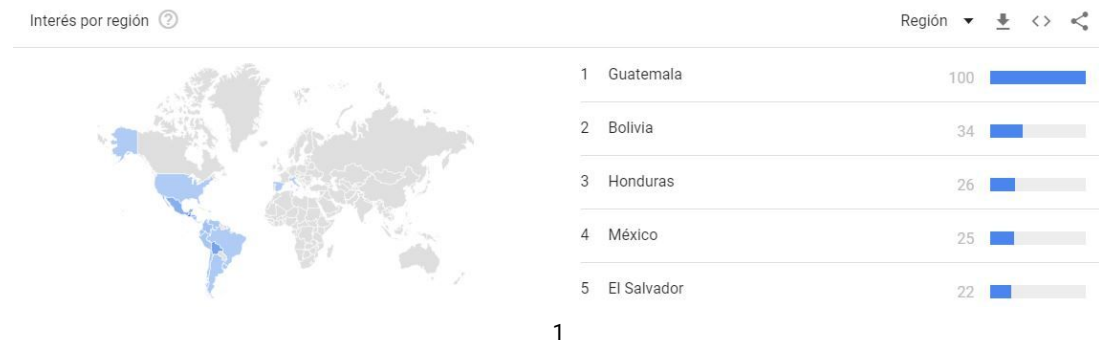 Interés por región
Región
1 Guatemala 100
2 Bolivia 34
3 Honduras 26
4 México 25
5 El Salvador 22
1